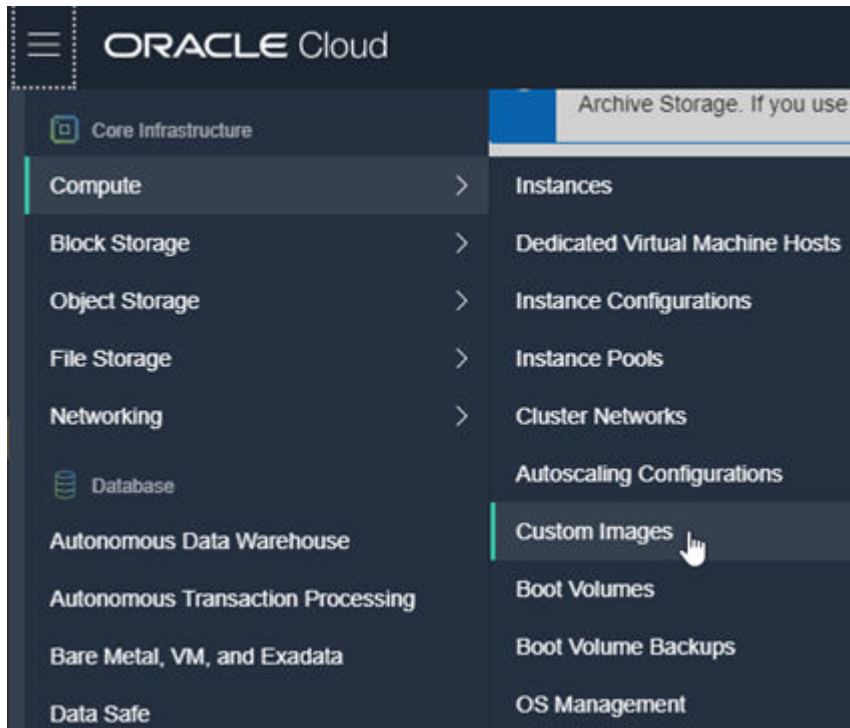 ORACLE Cloud
Archive Storage. If you use
Core Infrastructure
Compute
Block Storage
Object Storage
File Storage
Networking
Database
Autonomous Data Warehouse
Autonomous Transaction Processing
Bare Metal, VM, and Exadata
Data Safe
Instances
Dedicated Virtual Machine Hosts
Instance Configurations
Instance Pools
Cluster Networks
Autoscaling Configurations
Custom Images
Boot Volumes
Boot Volume Backups
OS Management